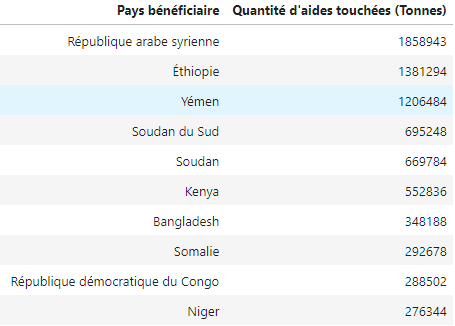 Pays bénéficiaire Quantité d'aides touchées (Tonnes)
République arabe syrienne 1858943
Éthiopie 1381294
Yémen 1206484
Soudan du Sud 695248
Soudan 669784
Kenya 552836
Bangladesh 348188
Somalie 292678
République démocratique du Congo 288502
Niger 276344